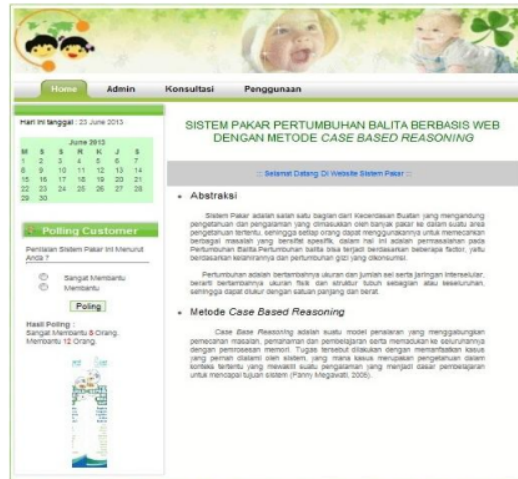 Home Admin Konsultasi Penggunaan
Hari ini tanggal : 23 June 2013
June 2013
M S S R K J S
1 2 3 4 5 6 7
8 9 10 11 12 13 14
15 16 17 18 19 20 21
22 23 24 25 26 27 28
29 30
Polling Customer
Penilaian Sistem Pakar Ini Menurut
Anda ?
Sangat Membantu
Membantu
Poling
Hasil Poling :
Sangat Membantu 5 Orang.
Membantu 12 Orang.
SISTEM PAKAR PERTUMBUHAN BALITA BERBASIS WEB
DENGAN METODE CASE BASED REASONING
:: Selamat Datang Di Website Sistem Pakar ::
Abstraksi
Sistem Pakar adalah salah satu bagian dari Kecerdasan Buatan yang mengandung
pengetahuan dan pengalaman yang dimasukkan oleh banyak pakar ke dalam suatu area
pengetahuan tertentu, sehingga setiap orang dapat menggunakannya untuk memecahkan
berbagai masalah yang bersifat spesifik, dalam hal ini adalah permasalahan pada
Pertumbuhan Balita.Pertumbuhan balita bisa terjadi berdasarkan beberapa factor, yaitu
berdasarkan kelahirannya dan pertumbuhan gizi yang dikonsumsi.
Pertumbuhan adalah bertambahnya ukuran dan jumlah sel serta jaringan interselular,
berarti bertambahnya ukuran fisik dan struktur tubuh sebagian atau keseluruhan,
sehingga dapat diukur dengan satuan panjang dan berat.
Metode Case Based Reasoning
Case Base Reasoning adalah suatu model penalaran yang menggabungkan
pemecahan masalah, pemahaman dan pembelajaran serta memadukan ke seluruhannya
dengan pemrosesan memori. Tugas tersebut dilakukan dengan memanfaatkan kasus
yang pernah dialami oleh sistem, yang mana kasus merupakan pengetahuan dalam
konteks tertentu yang mewakili suatu pengalaman yang menjadi dasar pembelajaran
untuk mencapai tujuan sistem (Fanny Megawati, 2005).